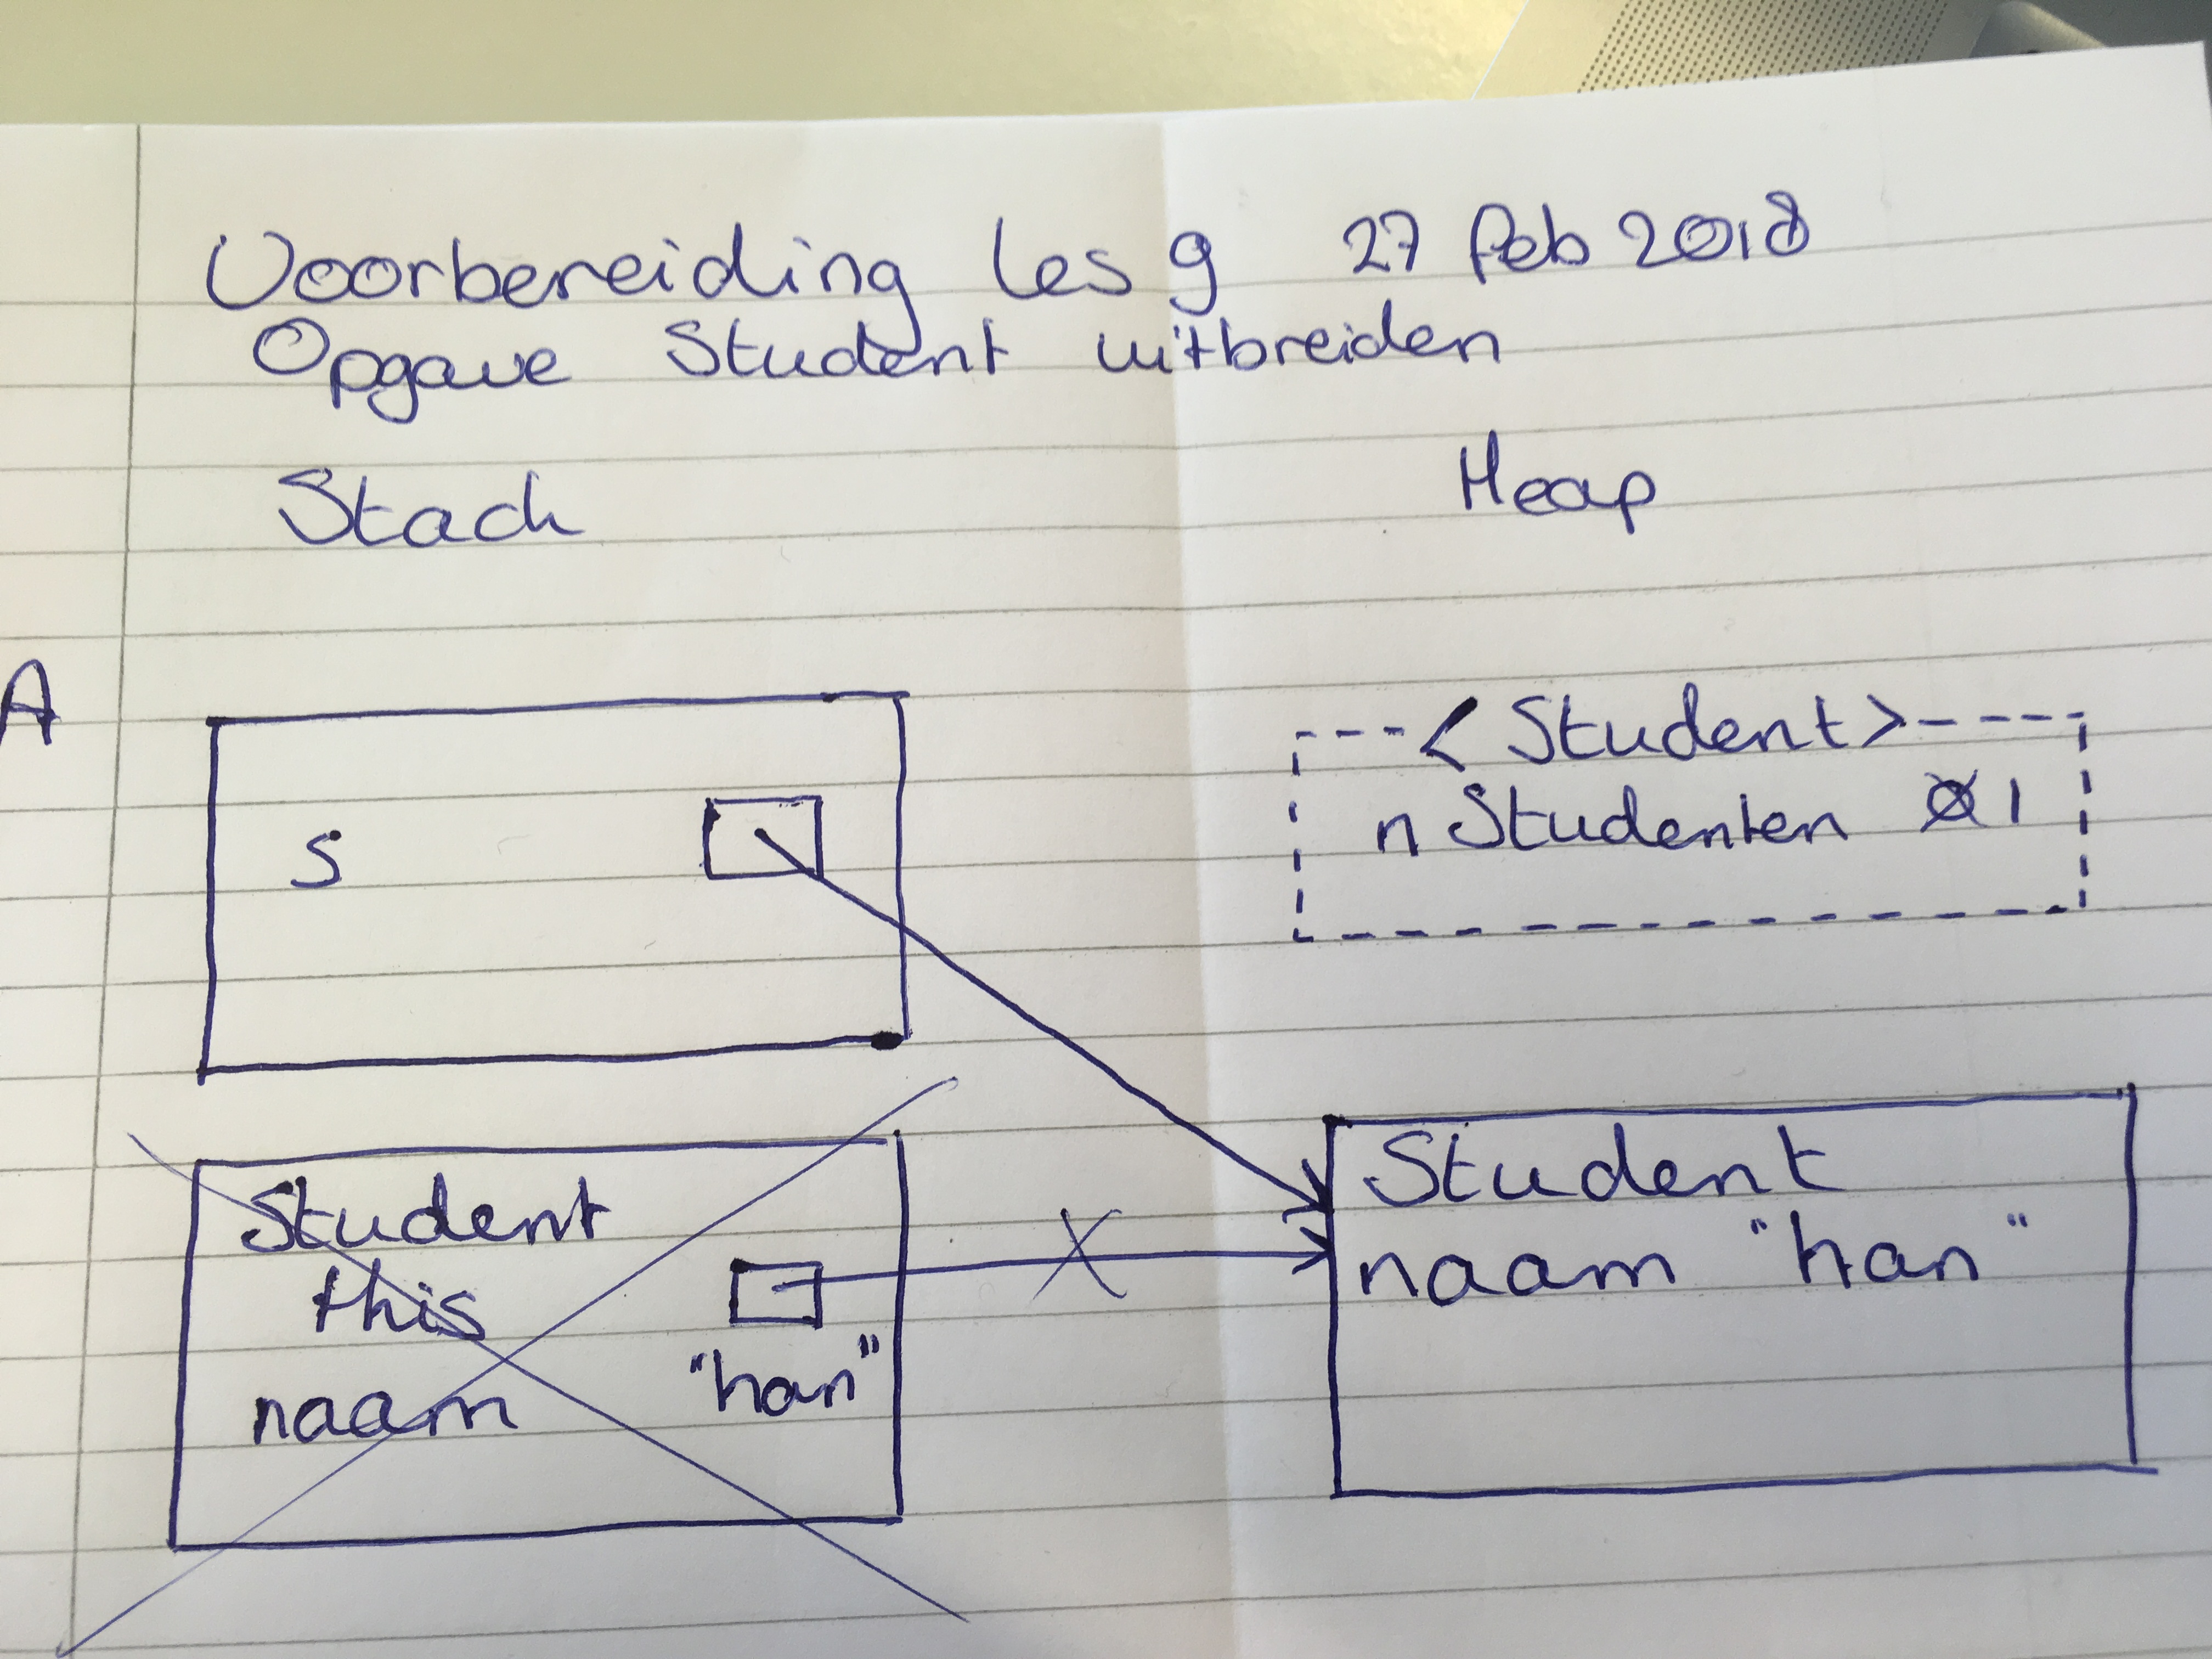 Voorbereiding les 9 27 feb 2018
Opgave Student uitbreiden
Stack Heap
A
<Student>
n Studenten 0 1
s
Student
this
naam "han"
Student
naam "han"